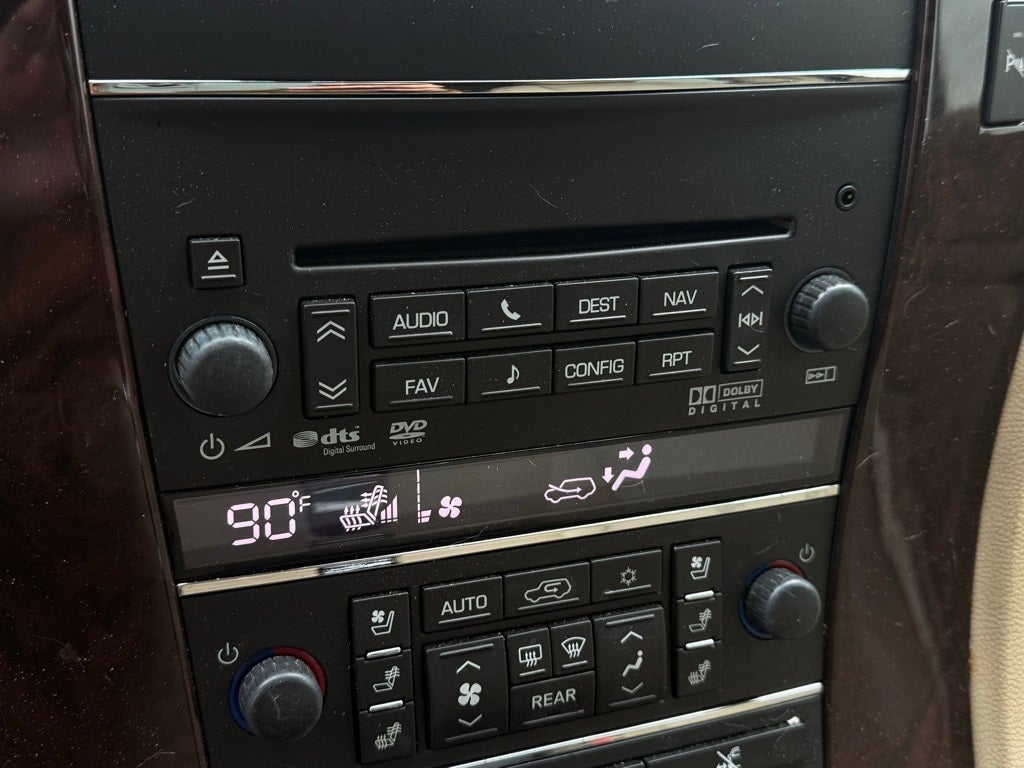 AUDIO
DEST
NAV
FAV
CONFIG
RPT
dts
Digital Surround
DVD
VIDEO
DOLBY
DIGITAL
90°F
AUTO
REAR